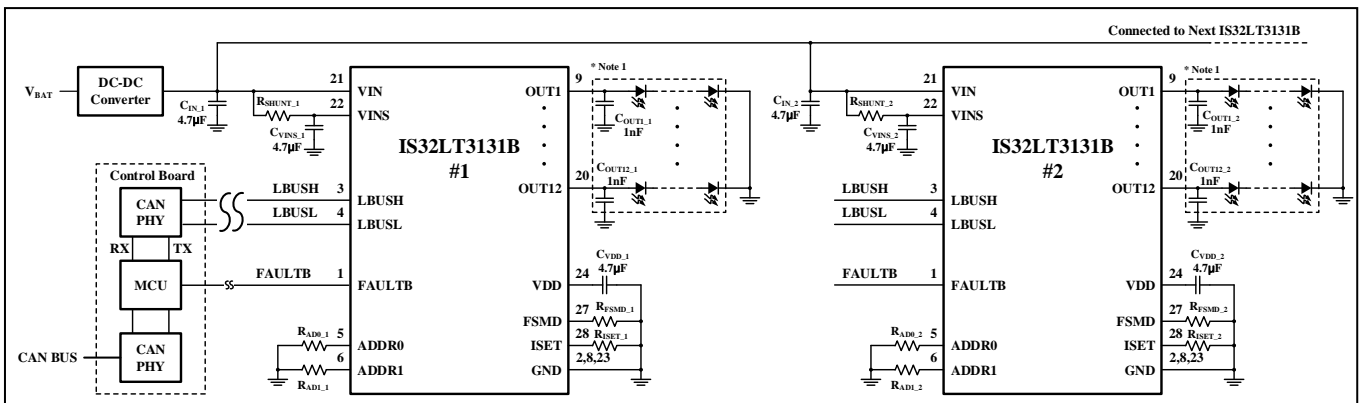 Connected to Next IS32LT3131B
V_BAT
DC-DC
Converter
C_IN_1
4.7µF
R_SHUNT_1
C_VINS_1
4.7µF
21
VIN
22
VINS
IS32LT3131B
#1
9
OUT1
* Note 1
C_OUT1_1
1nF
20
OUT12
C_OUT12_1
1nF
Control Board
CAN
PHY
RX
TX
MCU
CAN
PHY
CAN BUS
LBUSH
3
LBUSH
LBUSL
4
LBUSL
FAULTB
1
FAULTB
R_AD0_1
5
ADDR0
6
ADDR1
R_AD1_1
C_VDD_1
4.7µF
24
VDD
27
FSMD
R_FSMD_1
28
ISET
R_ISET_1
2,8,23
GND
C_IN_2
4.7µF
R_SHUNT_2
C_VINS_2
4.7µF
21
VIN
22
VINS
IS32LT3131B
#2
9
OUT1
* Note 1
C_OUT1_2
1nF
20
OUT12
C_OUT12_2
1nF
LBUSH
3
LBUSH
LBUSL
4
LBUSL
FAULTB
1
FAULTB
R_AD0_2
5
ADDR0
6
ADDR1
R_AD1_2
C_VDD_2
4.7µF
24
VDD
27
FSMD
R_FSMD_2
28
ISET
R_ISET_2
2,8,23
GND